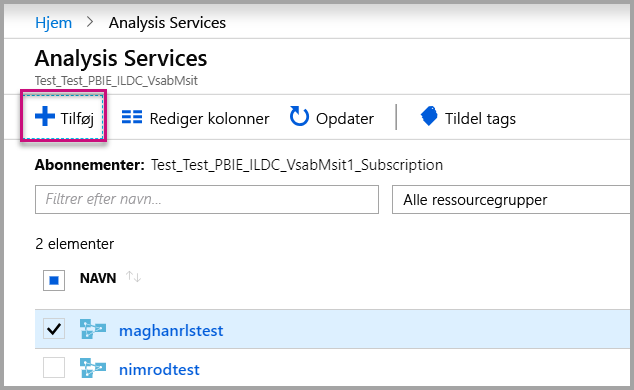 Hjem > Analysis Services
Analysis Services
Test_Test_PBIE_ILDC_VsabMsit
Tilføj Rediger kolonner Opdater Tildel tags
Abonnementer: Test_Test_PBIE_ILDC_VsabMsit1_Subscription
Filtrer efter navn... Alle ressourcegrupper
2 elementer
NAVN ↑↓
maghanrlstest
nimrodtest